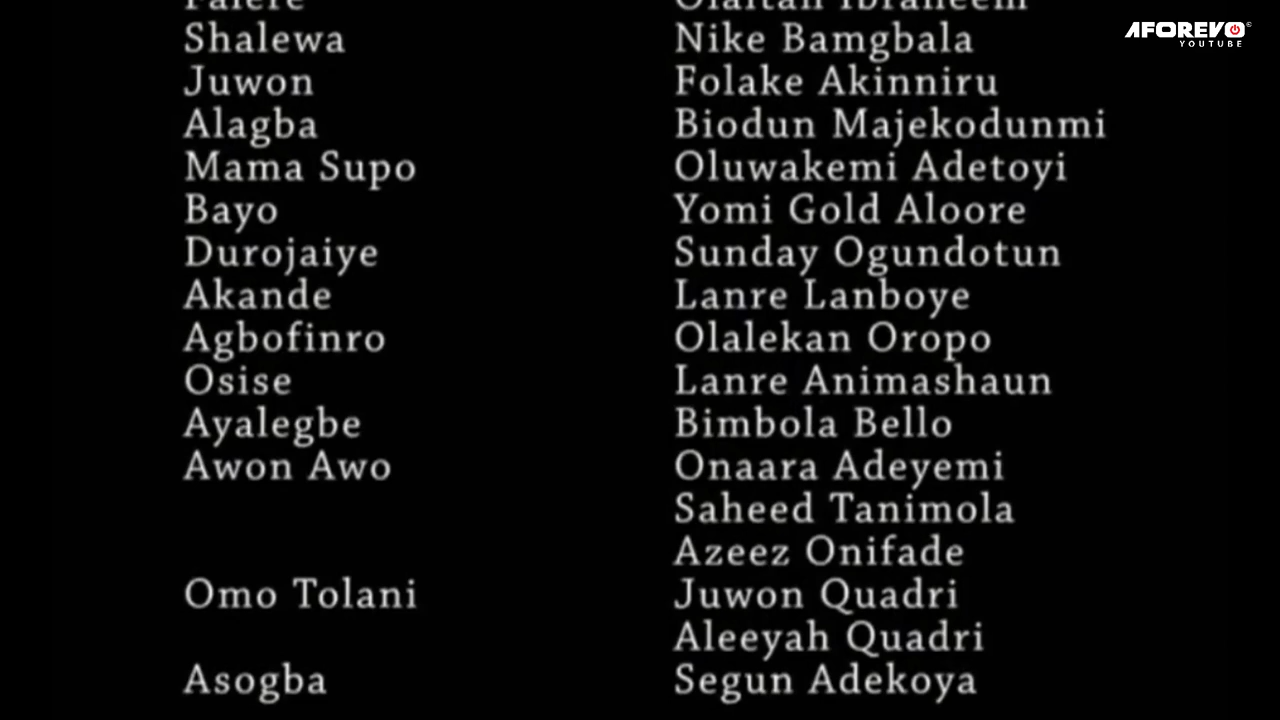 AFOREVO
YOUTUBE
Shalewa Nike Bamgbala
Juwon Folake Akinniru
Alagba Biodun Majekodunmi
Mama Supo Oluwakemi Adetoyi
Bayo Yomi Gold Aloore
Durojaiye Sunday Ogundotun
Akande Lanre Lanboye
Agbofinro Olalekan Oropo
Osise Lanre Animashaun
Ayalegbe Bimbola Bello
Awon Awo Onaara Adeyemi
Saheed Tanimola
Azeez Onifade
Omo Tolani Juwon Quadri
Aleeyah Quadri
Asogba Segun Adekoya